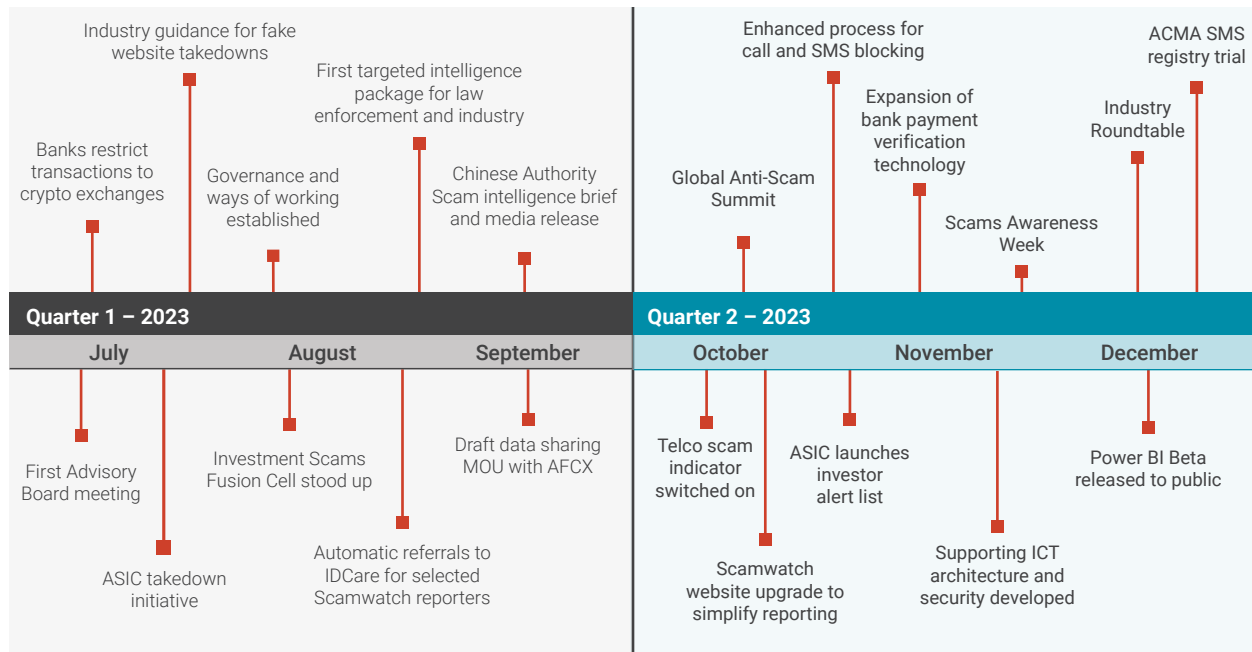 Industry guidance for fake
website takedowns
First targeted intelligence
package for law
enforcement and industry
Banks restrict
transactions to
crypto exchanges
Governance and
ways of working
established
Chinese Authority
Scam intelligence brief
and media release
Enhanced process for
call and SMS blocking
ACMA SMS
registry trial
Expansion of
bank payment
verification
technology
Industry
Roundtable
Global Anti-Scam
Summit
Scams Awareness
Week
Quarter 1 – 2023
Quarter 2 – 2023
July
August
September
October
November
December
First Advisory
Board meeting
ASIC takedown
initiative
Investment Scams
Fusion Cell stood up
Automatic referrals to
IDCare for selected
Scamwatch reporters
Draft data sharing
MOU with AFCX
Telco scam
indicator
switched on
Scamwatch
website upgrade to
simplify reporting
ASIC launches
investor
alert list
Supporting ICT
architecture and
security developed
Power BI Beta
released to public